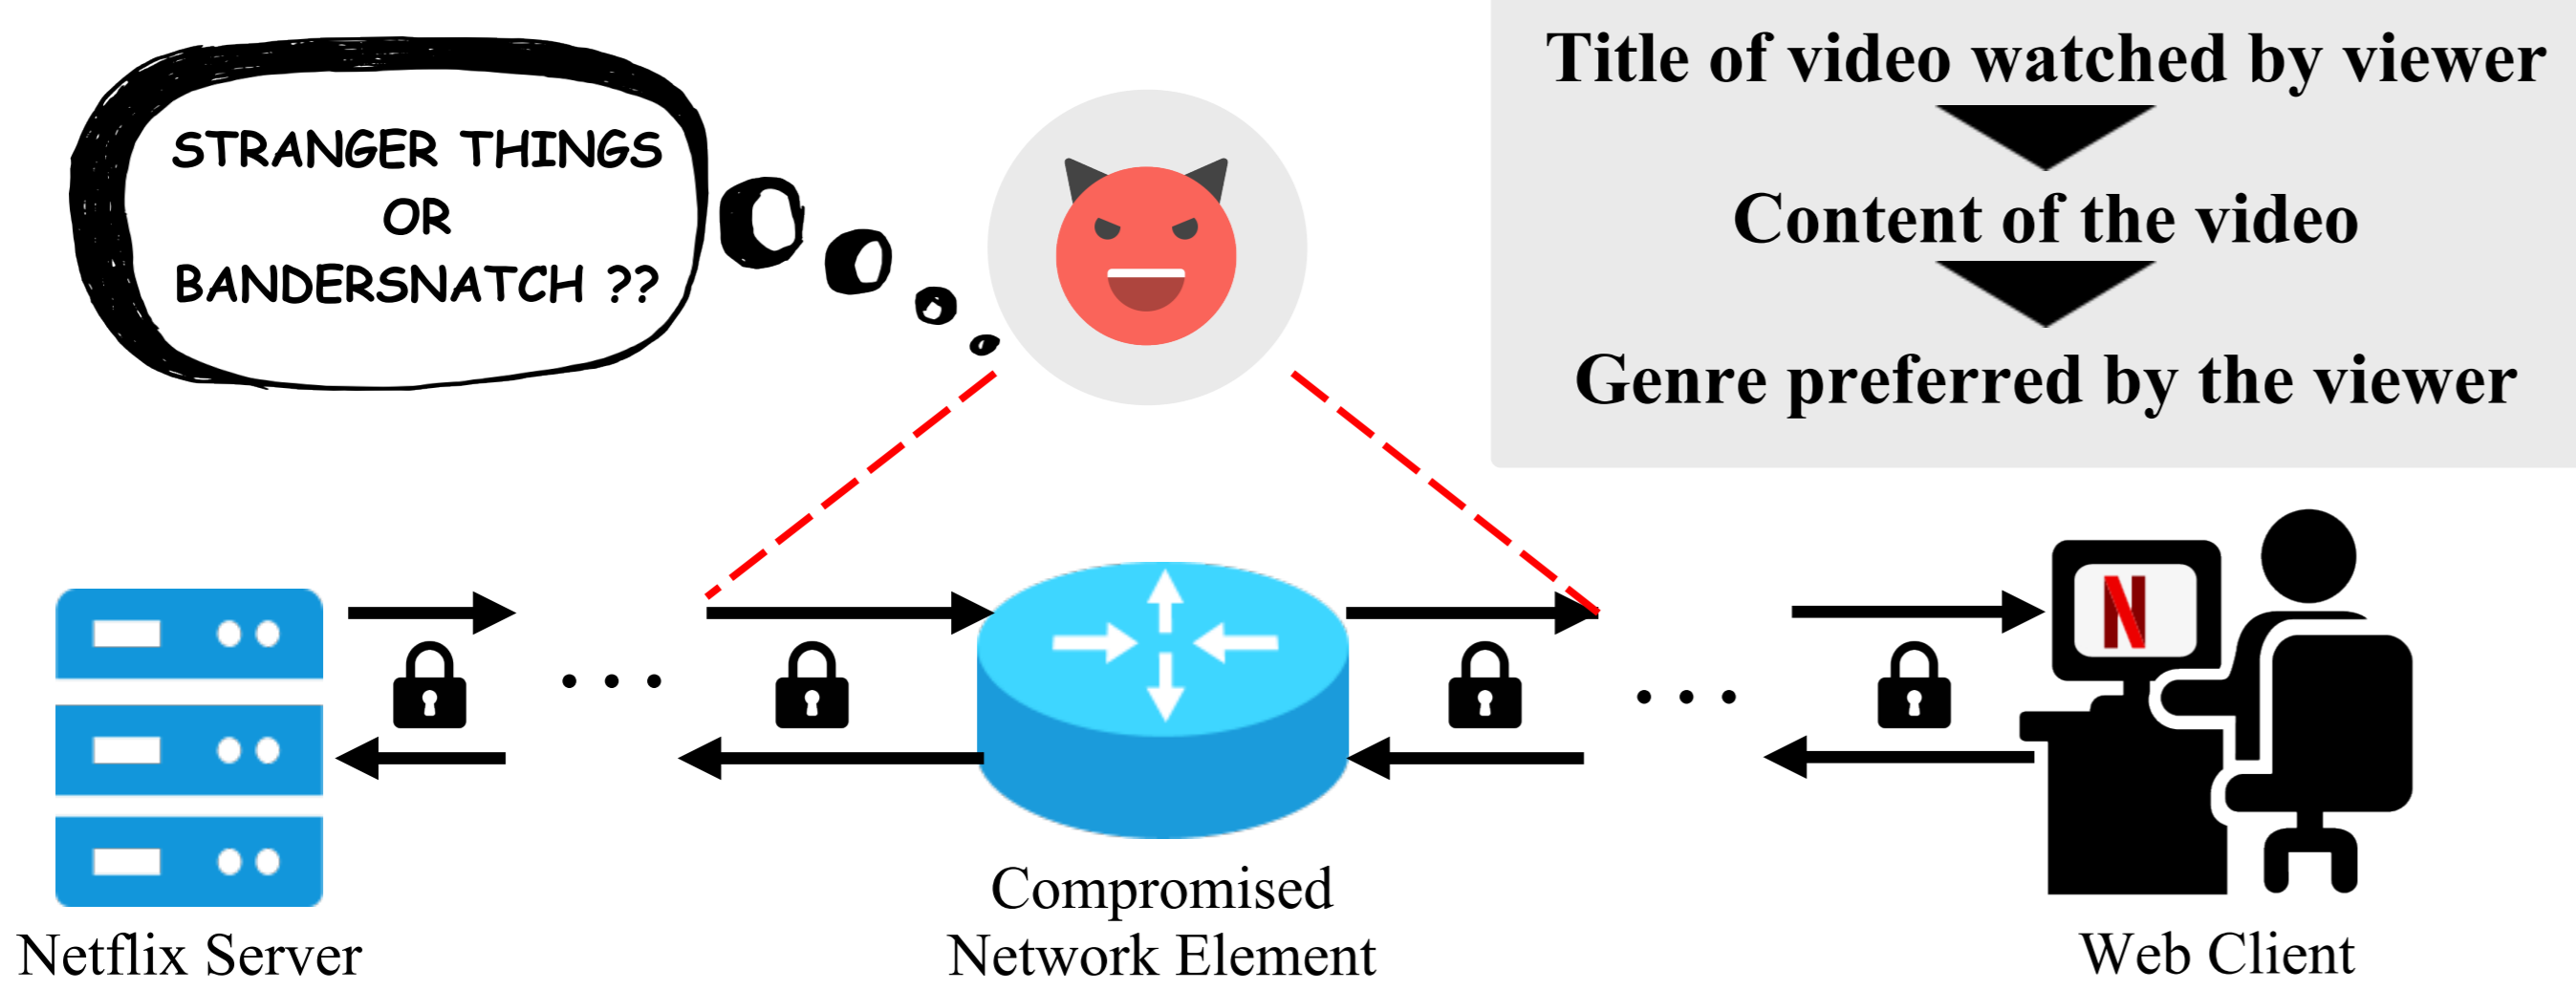 STRANGER THINGS
OR
BANDERSNATCH ??
Title of video watched by viewer
Content of the video
Genre preferred by the viewer
N
Netflix Server
Compromised
Network Element
Web Client